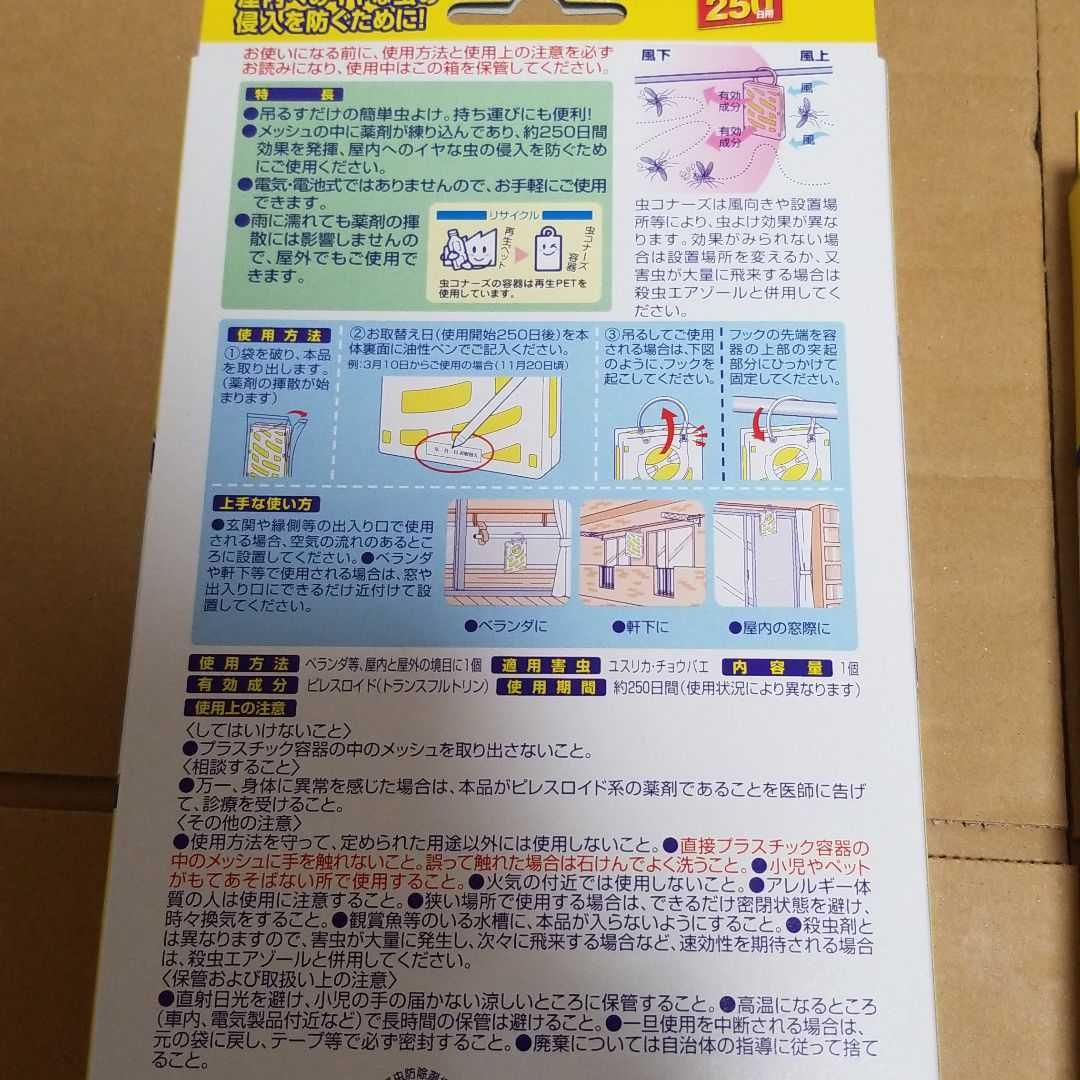 侵入を防ぐために!
250日用
お使いになる前に、使用方法と使用上の注意を必ず
お読みになり、使用中はこの箱を保管してください。
特 長
●吊るすだけの簡単虫よけ。持ち運びにも便利!
●メッシュの中に薬剤が練り込んであり、約250日間
効果を発揮、屋内へのイヤな虫の侵入を防ぐため
にご使用ください。
●電気・電池式ではありませんので、お手軽にご使用
できます。
●雨に濡れても薬剤の揮
散には影響しませんの
で、屋外でもご使用で
きます。
リサイクル
再生ペット
虫コナーズ容器
虫コナーズの容器は再生PETを
使用しています。
風下
風上
有効成分
風
有効成分
風
虫コナーズは風向きや設置場
所等により、虫よけ効果が異な
ります。効果がみられない場
合は設置場所を変えるか、又
害虫が大量に飛来する場合は
殺虫エアゾールと併用してく
ださい。
使用方法
①袋を破り、本品
を取り出します。
(薬剤の揮散が始
まります)
②お取替え日(使用開始250日後)を本
体裏面に油性ペンでご記入ください。
例:3月10日からご使用の場合(11月20日頃)
③吊るしてご使用
される場合は、下図
のように、フックを
起こしてください。
フックの先端を容
器の上部の突起
部分にひっかけて
固定してください。
上手な使い方
●玄関や縁側等の出入り口で使用
される場合、空気の流れのあるとこ
ろに設置してください。●ベランダ
や軒下等で使用される場合は、窓や
出入り口にできるだけ近付けて設
置してください。
●ベランダに
●軒下に
●屋内の窓際に
使用方法 ベランダ等、屋内と屋外の境目に1個 適用害虫 ユスリカ・チョウバエ 内容量 1個
有効成分 ピレスロイド(トランスフルトリン) 使用期間 約250日間(使用状況により異なります)
使用上の注意
〈してはいけないこと〉
●プラスチック容器の中のメッシュを取り出さないこと。
〈相談すること〉
●万一、身体に異常を感じた場合は、本品がピレスロイド系の薬剤であることを医師に告げ
て、診療を受けること。
〈その他の注意〉
●使用方法を守って、定められた用途以外には使用しないこと。●直接プラスチック容器の
中のメッシュに手を触れないこと。誤って触れた場合は石けんでよく洗うこと。●小児やペット
がもてあそばない所で使用すること。●火気の付近では使用しないこと。●アレルギー体
質の人は使用に注意すること。●狭い場所で使用する場合は、できるだけ密閉状態を避け、
時々換気をすること。●観賞魚等のいる水槽に、本品が入らないようにすること。●殺虫剤と
は異なりますので、害虫が大量に発生し、次々に飛来する場合など、速効性を期待される場合
は、殺虫エアゾールと併用してください。
〈保管および取扱い上の注意〉
●直射日光を避け、小児の手の届かない涼しいところに保管すること。●高温になるところ
(車内、電気製品付近など)で長時間の保管は避けること。●一旦使用を中断される場合は、
元の袋に戻し、テープ等で必ず密封すること。●廃棄については自治体の指導に従って捨て
ること。
虫防除剤